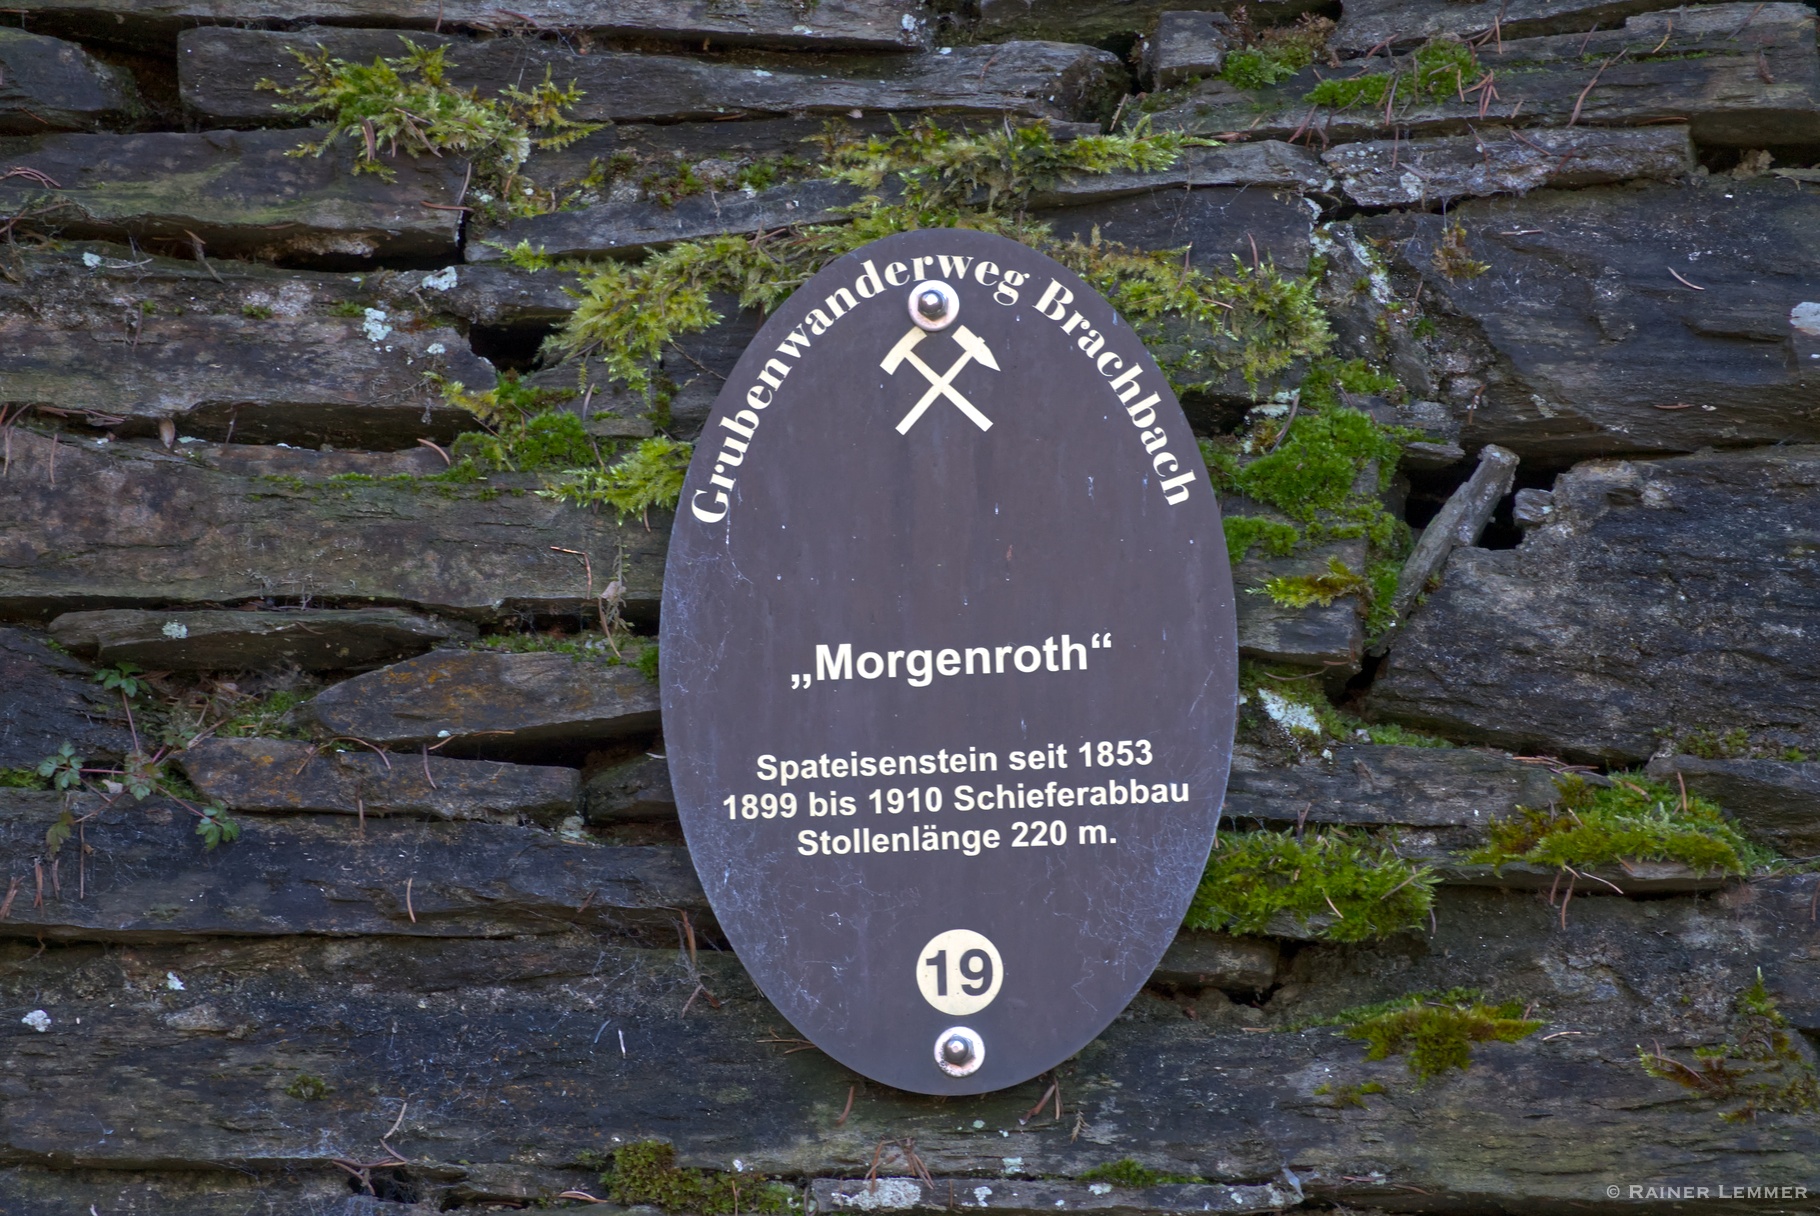 Grubenwanderweg Brachbach
„Morgenroth“
Spateisenstein seit 1853
1899 bis 1910 Schieferabbau
Stollenlänge 220 m.
19
© Rainer Lemmer